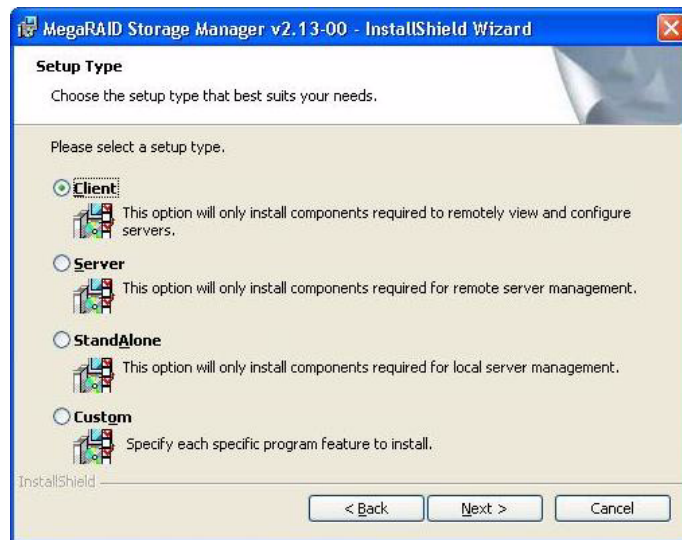 MegaRAID Storage Manager v2.13-00 - InstallShield Wizard
Setup Type
Choose the setup type that best suits your needs.
Please select a setup type.
Client
This option will only install components required to remotely view and configure
servers.
Server
This option will only install components required for remote server management.
StandAlone
This option will only install components required for local server management.
Custom
Specify each specific program feature to install.
InstallShield
< Back Next > Cancel